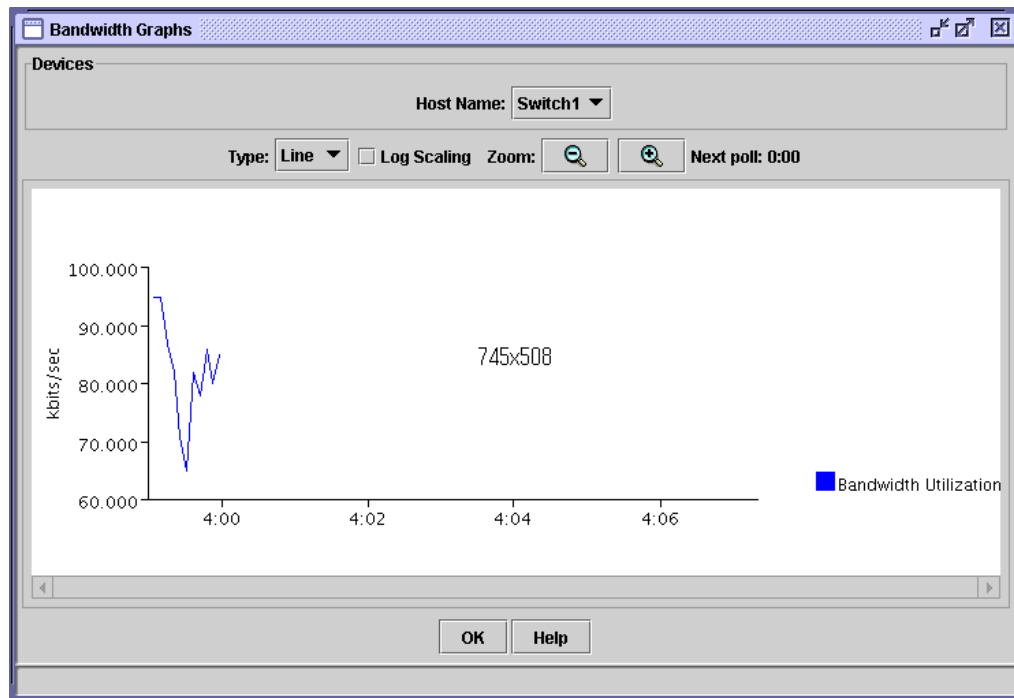 Bandwidth Graphs
Devices
Host Name: Switch1
Type: Line Log Scaling Zoom: Next poll: 0:00
100.000
90.000
745x508
80.000
kbits/sec
70.000
60.000
Bandwidth Utilization
4:00 4:02 4:04 4:06
OK Help